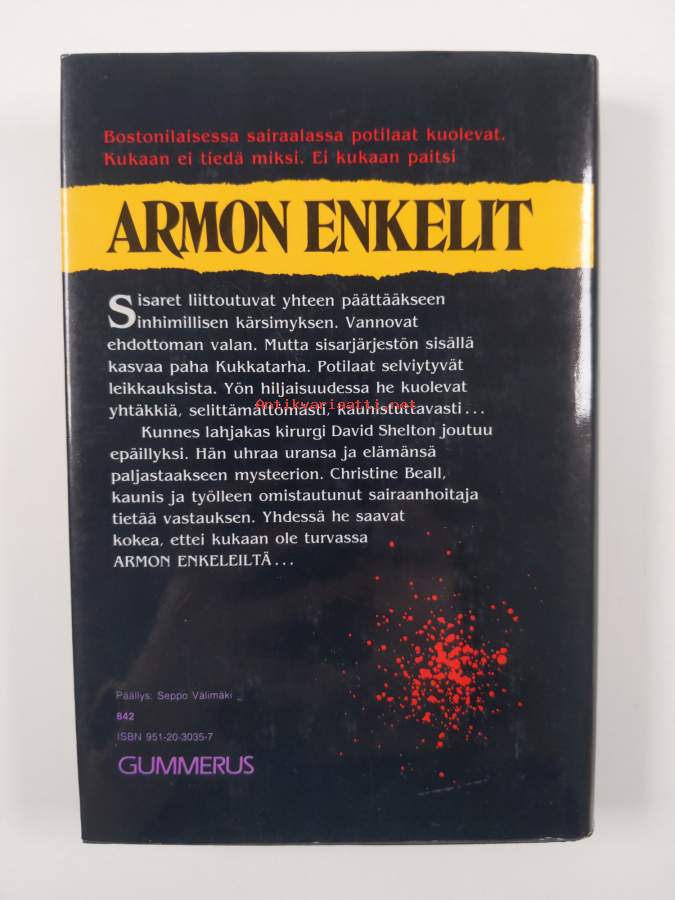 Bostonilaisessa sairaalassa potilaat kuolevat.
Kukaan ei tiedä miksi. Ei kukaan paitsi
ARMON ENKELIT
Sisaret liittoutuvat yhteen päättääkseen
inhimillisen kärsimyksen. Vannovat
ehdottoman valan. Mutta sisarjärjestön sisällä
kasvaa paha Kukkatarha. Potilaat selviytyvät
leikkauksista. Yön hiljaisuudessa he kuolevat
yhtäkkiä, selittämättömästi, kauhistuttavasti...
Antikvariaatti.net
Kunnes lahjakas kirurgi David Shelton joutuu
epäillyksi. Hän uhraa uransa ja elämänsä
paljastaakseen mysteerion. Christine Beall,
kaunis ja työlleen omistautunut sairaanhoitaja
tietää vastauksen. Yhdessä he saavat
kokea, ettei kukaan ole turvassa
ARMON ENKELEILTÄ...
Päällys: Seppo Välimäki
842
ISBN 951-20-3035-7
GUMMERUS